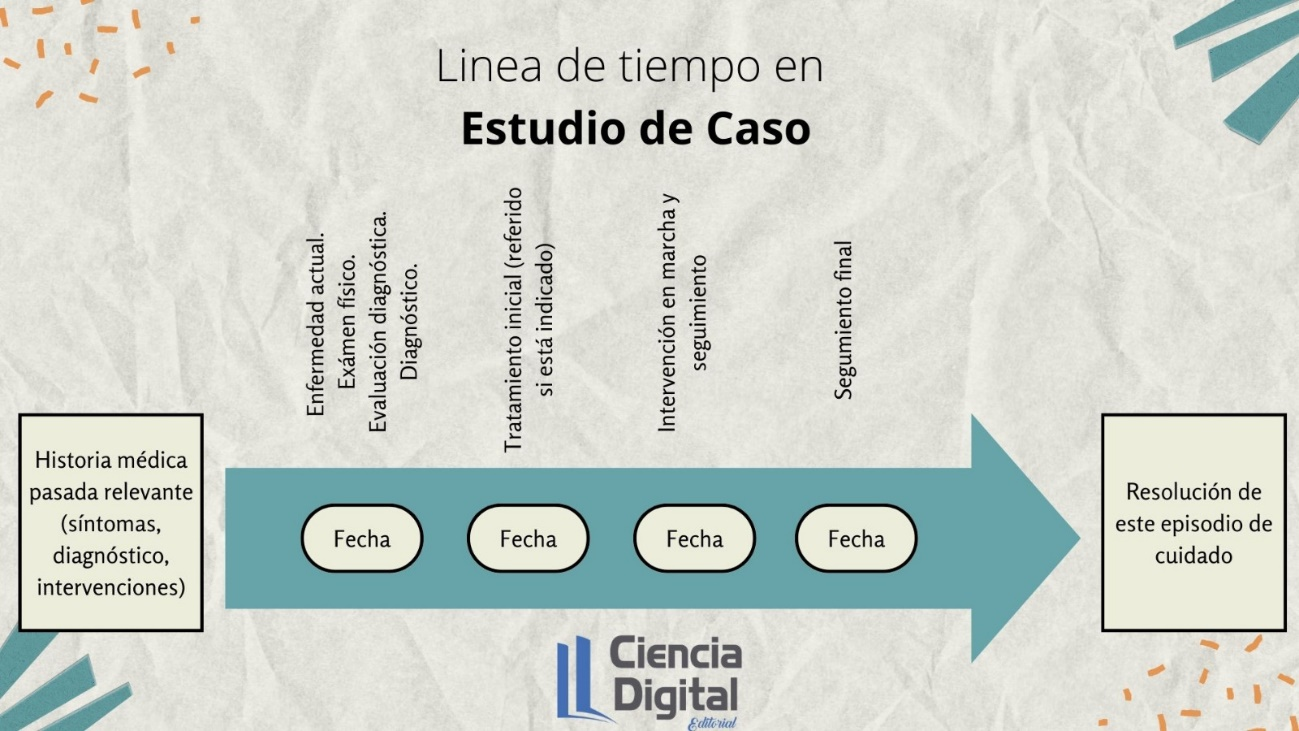 Linea de tiempo en
Estudio de Caso
Enfermedad actual.
Exámen físico.
Evaluación diagnóstica.
Diagnóstico.
Tratamiento inicial (referido
si está indicado)
Intervención en marcha y
seguimiento
Segumiento final
Historia médica
pasada relevante
(síntomas,
diagnóstico,
intervenciones)
Fecha
Fecha
Fecha
Fecha
Resolución de
este episodio de
cuidado
Ciencia
Digital
Editorial